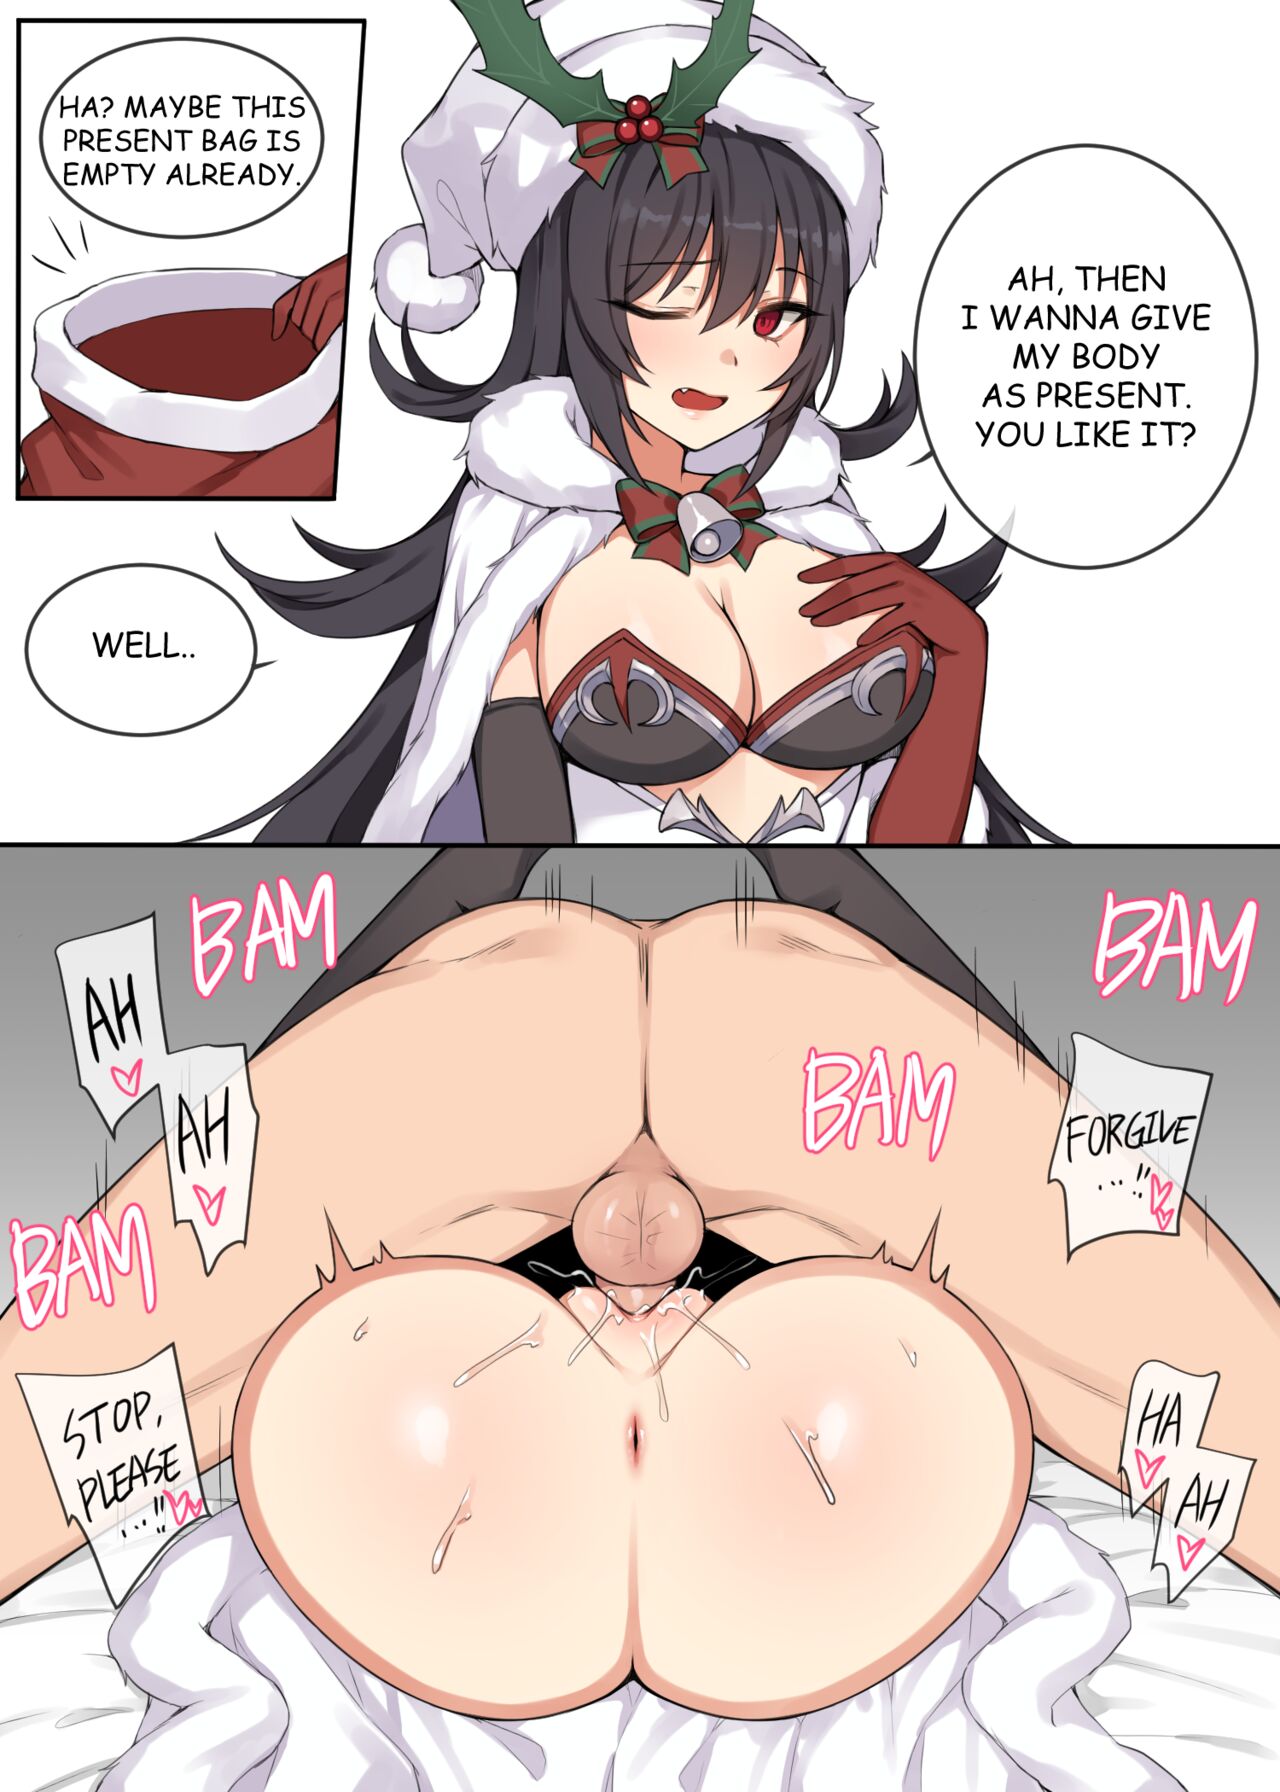 HA? MAYBE THIS
PRESENT BAG IS
EMPTY ALREADY.
AH, THEN
I WANNA GIVE
MY BODY
AS PRESENT.
YOU LIKE IT?
WELL..
BAM
BAM
AH
AH
BAM
FORGIVE
...!!
BAM
STOP,
PLEASE
...!!
HA
AH